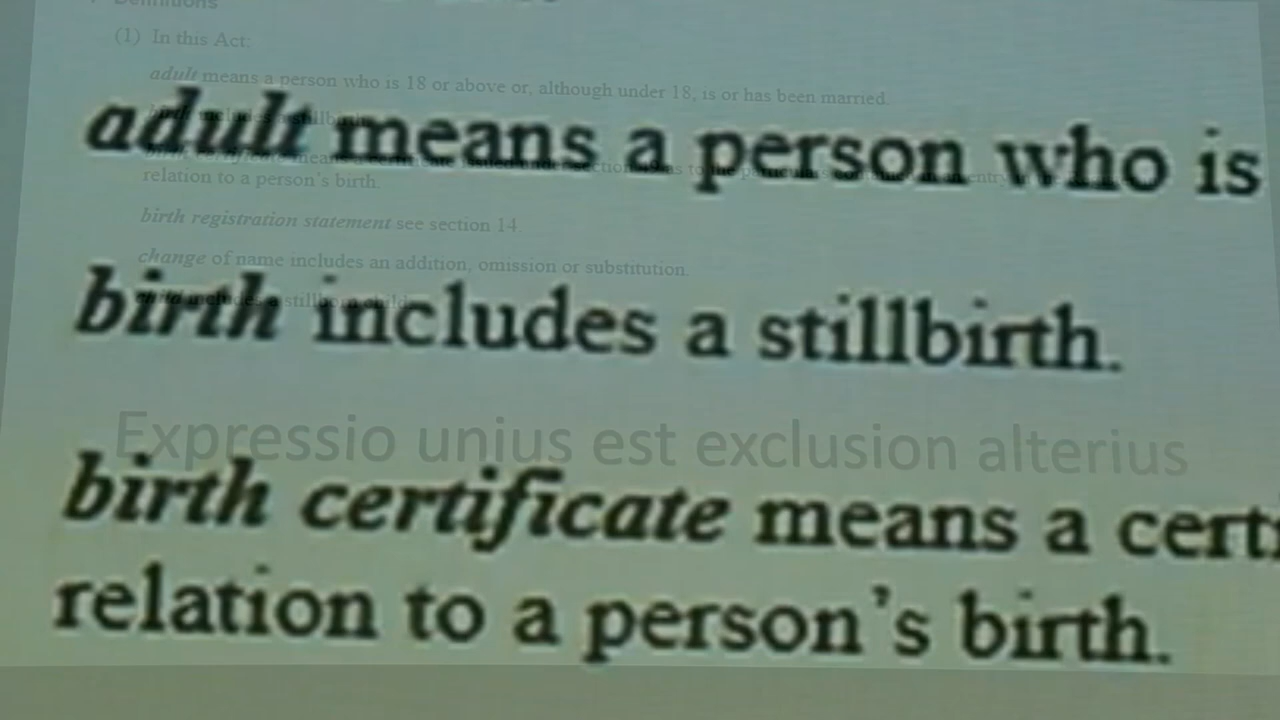 Definitions
(1) In this Act:
adult means a person who is 18 or above or, although under 18, is or has been married.
adult means a person who is
relation to a person's birth.
birth registration statement see section 14.
change of name includes an addition, omission or substitution.
birth includes a stillbirth.
Expressio unius est exclusion alterius
birth certificate means a cert
relation to a person's birth.